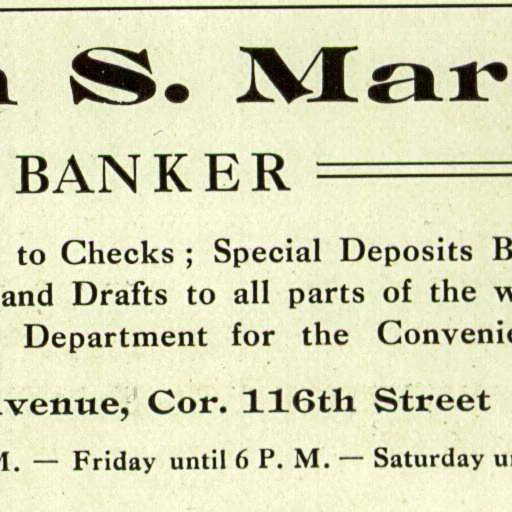 S. Mar
BANKER
to Checks ; Special Deposits B
and Drafts to all parts of the w
Department for the Convenie
venue, Cor. 116th Street
M. — Friday until 6 P. M. — Saturday un